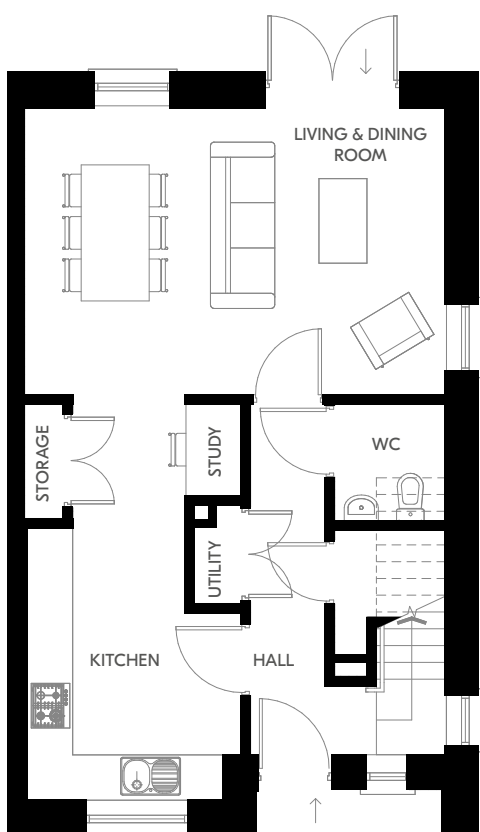 LIVING & DINING
ROOM
STORAGE
STUDY
WC
UTILITY
KITCHEN
HALL